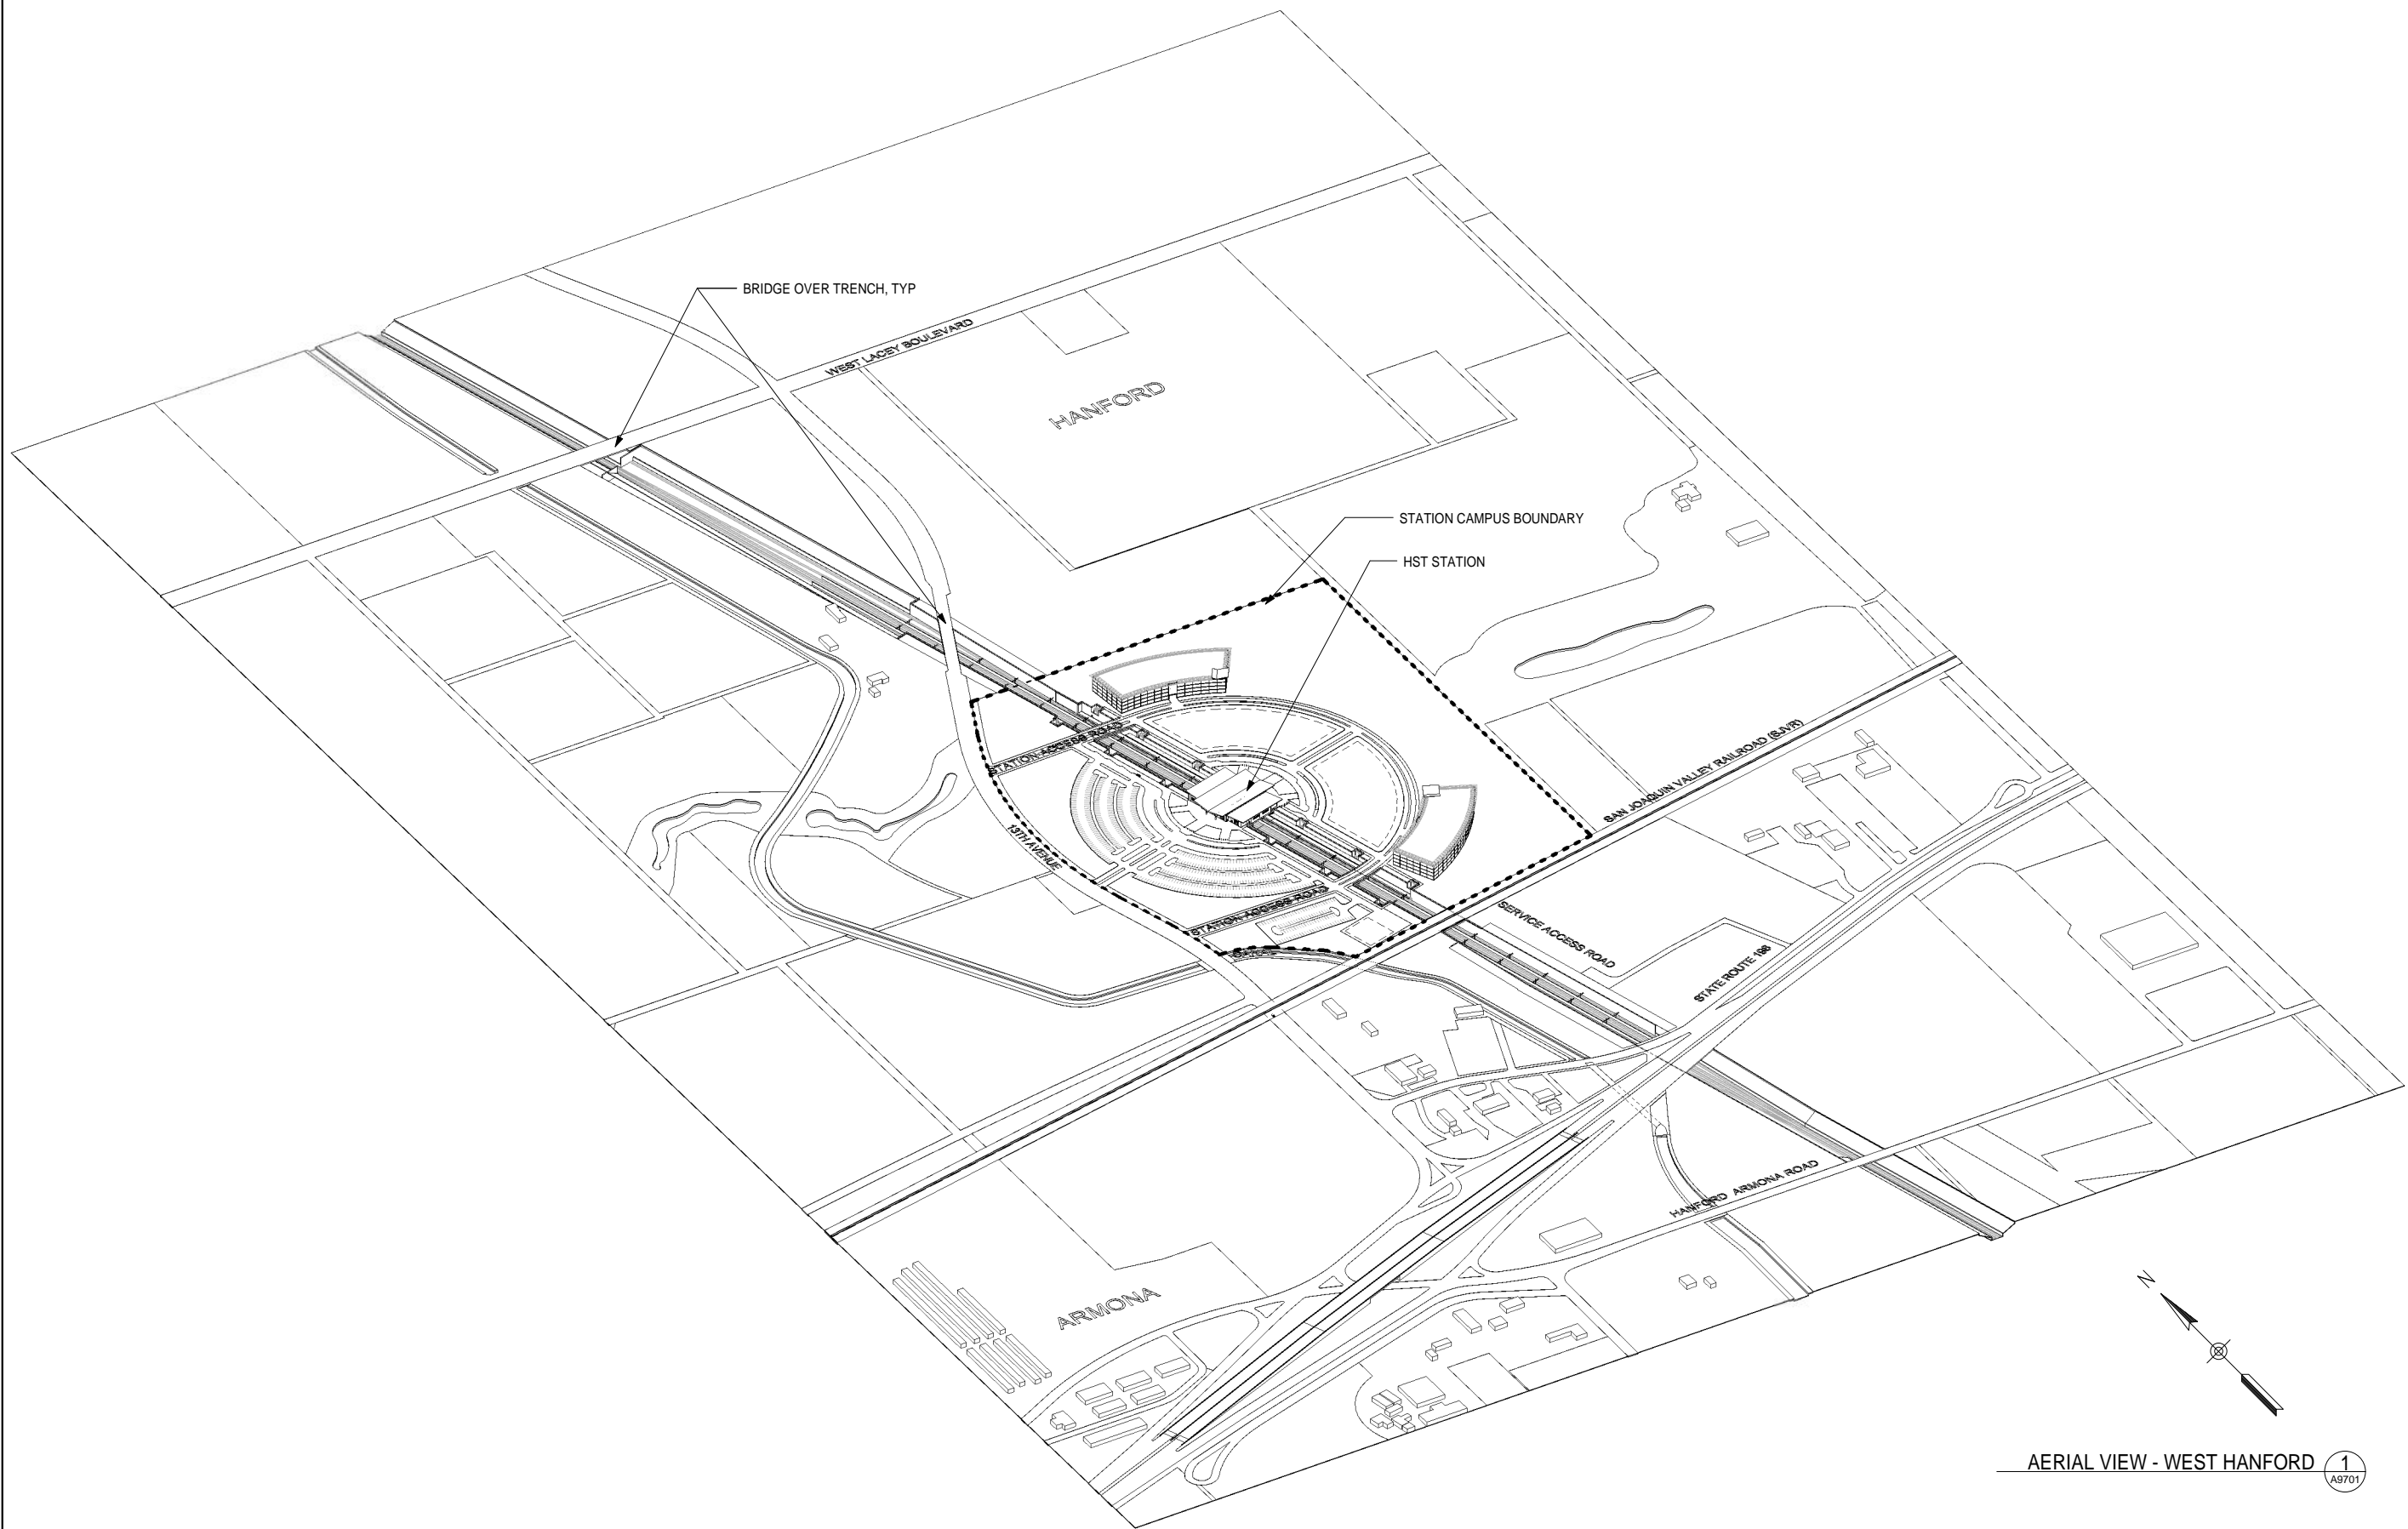 BRIDGE OVER TRENCH, TYP
WEST LACEY BOULEVARD
HANFORD
STATION CAMPUS BOUNDARY
HST STATION
STATION ACCESS ROAD
SAN JOAQUIN VALLEY RAILROAD (SJVR)
13TH AVENUE
STATION ACCESS ROAD
SERVICE ACCESS ROAD
STATE ROUTE 198
HANFORD ARMONA ROAD
ARMONA
N
AERIAL VIEW - WEST HANFORD
1
A9701